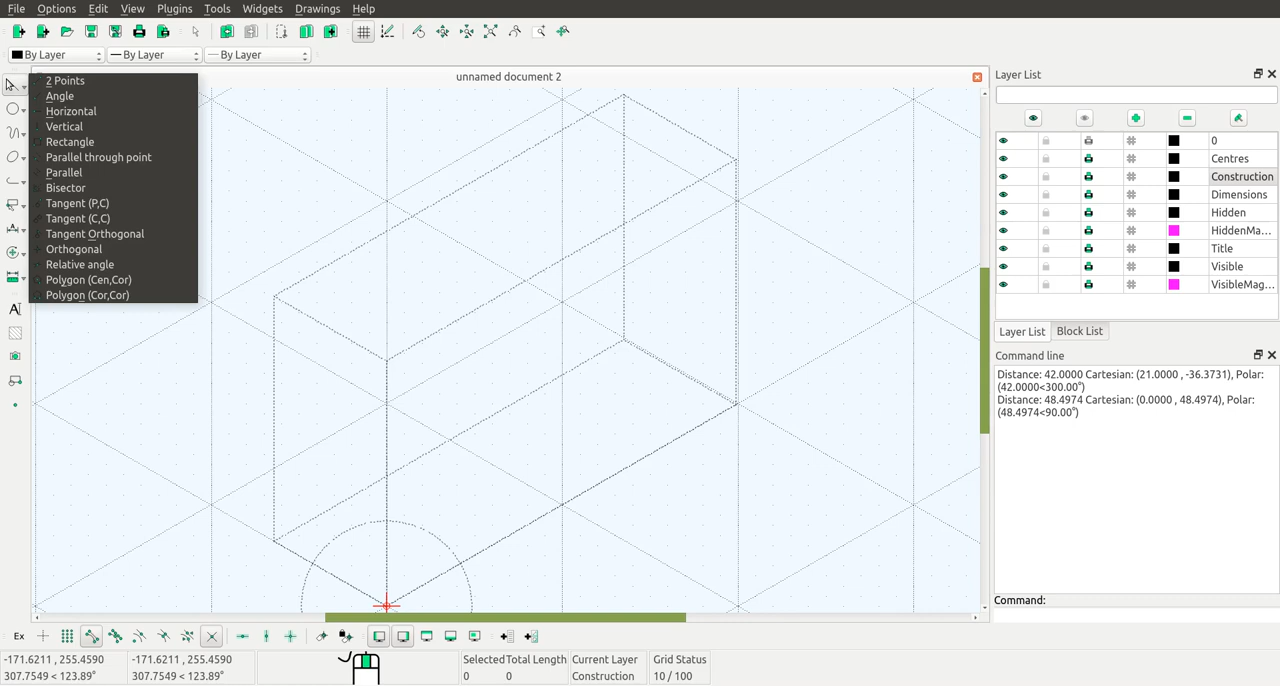 File Options Edit View Plugins Tools Widgets Drawings Help
By Layer By Layer By Layer
unnamed document 2
2 Points
Angle
Horizontal
Vertical
Rectangle
Parallel through point
Parallel
Bisector
Tangent (P,C)
Tangent (C,C)
Tangent Orthogonal
Orthogonal
Relative angle
Polygon (Cen,Cor)
Polygon (Cor,Cor)
A
Layer List
0
Centres
Construction
Dimensions
Hidden
HiddenMa...
Title
Visible
VisibleMag...
Layer List Block List
Command line
Distance: 42.0000 Cartesian: (21.0000 , -36.3731), Polar:
(42.0000<300.00°)
Distance: 48.4974 Cartesian: (0.0000 , 48.4974), Polar:
(48.4974<90.00°)
Command:
Ex
-171.6211 , 255.4590 -171.6211 , 255.4590 Selected Total Length Current Layer Grid Status
307.7549 < 123.89° 307.7549 < 123.89° 0 0 Construction 10 / 100